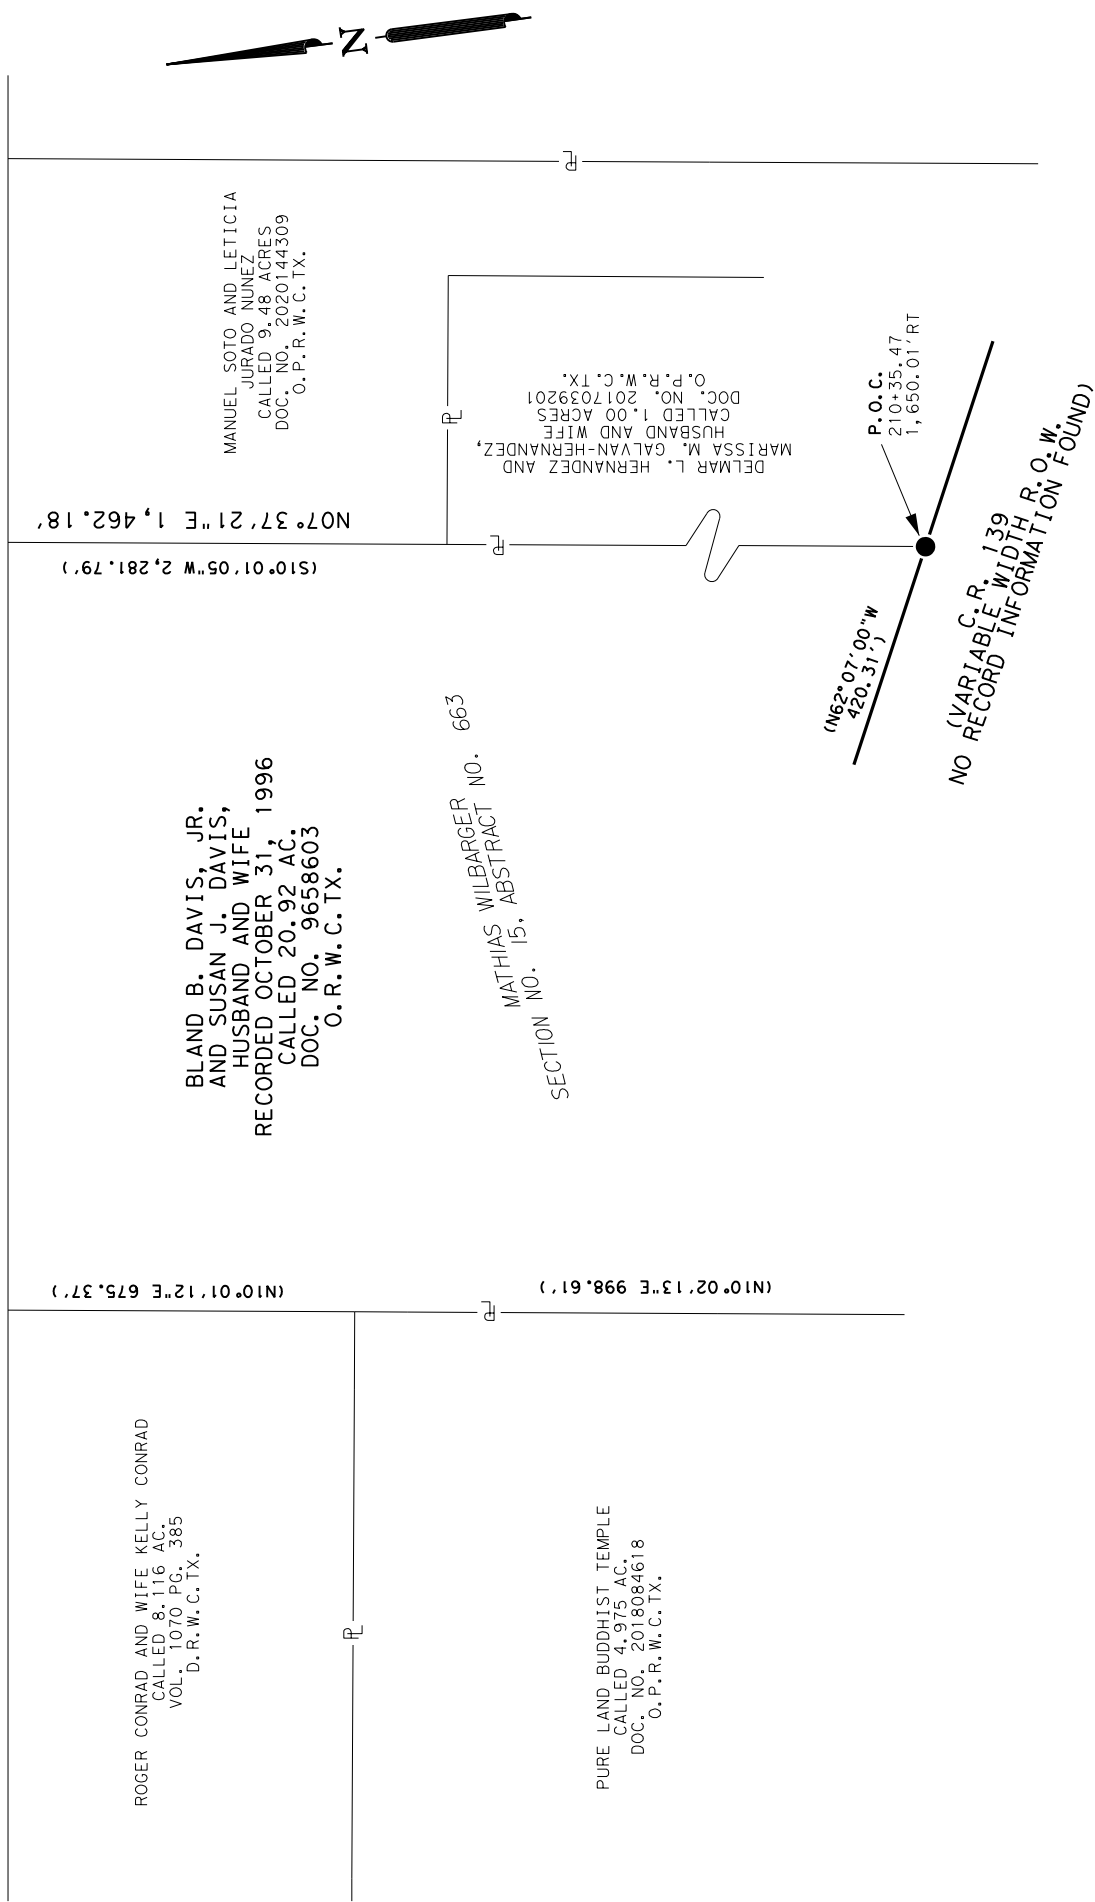 N
PL
MANUEL SOTO AND LETICIA
JURADO NUNEZ
CALLED 9.48 ACRES
DOC. NO. 2020144309
O.P.R.W.C.TX.
PL
DELMAR L. HERNANDEZ AND
MARISSA M. GALVAN-HERNANDEZ,
HUSBAND AND WIFE
CALLED 1.00 ACRES
DOC. NO. 2017039201
O.P.R.W.C.TX.
P.O.C.
210+35.47
1,650.01'RT
N07°37'21"E 1,462.18'
(S10°01'05"W 2,281.79')
PL
(N62°07'00"W
420.31')
C.R. 139
(VARIABLE WIDTH R.O.W.
NO RECORD INFORMATION FOUND)
BLAND B. DAVIS, JR.
AND SUSAN J. DAVIS,
HUSBAND AND WIFE
RECORDED OCTOBER 31, 1996
CALLED 20.92 AC.
DOC. NO. 9658603
O.R.W.C.TX.
MATHIAS WILBARGER
SECTION NO. 15, ABSTRACT NO. 663
(N10°01'12"E 675.37')
(N10°02'13"E 998.61')
PL
ROGER CONRAD AND WIFE KELLY CONRAD
CALLED 8.116 AC.
VOL. 1070 PG. 385
D.R.W.C.TX.
PL
PURE LAND BUDDHIST TEMPLE
CALLED 4.975 AC.
DOC. NO. 2018084618
O.P.R.W.C.TX.